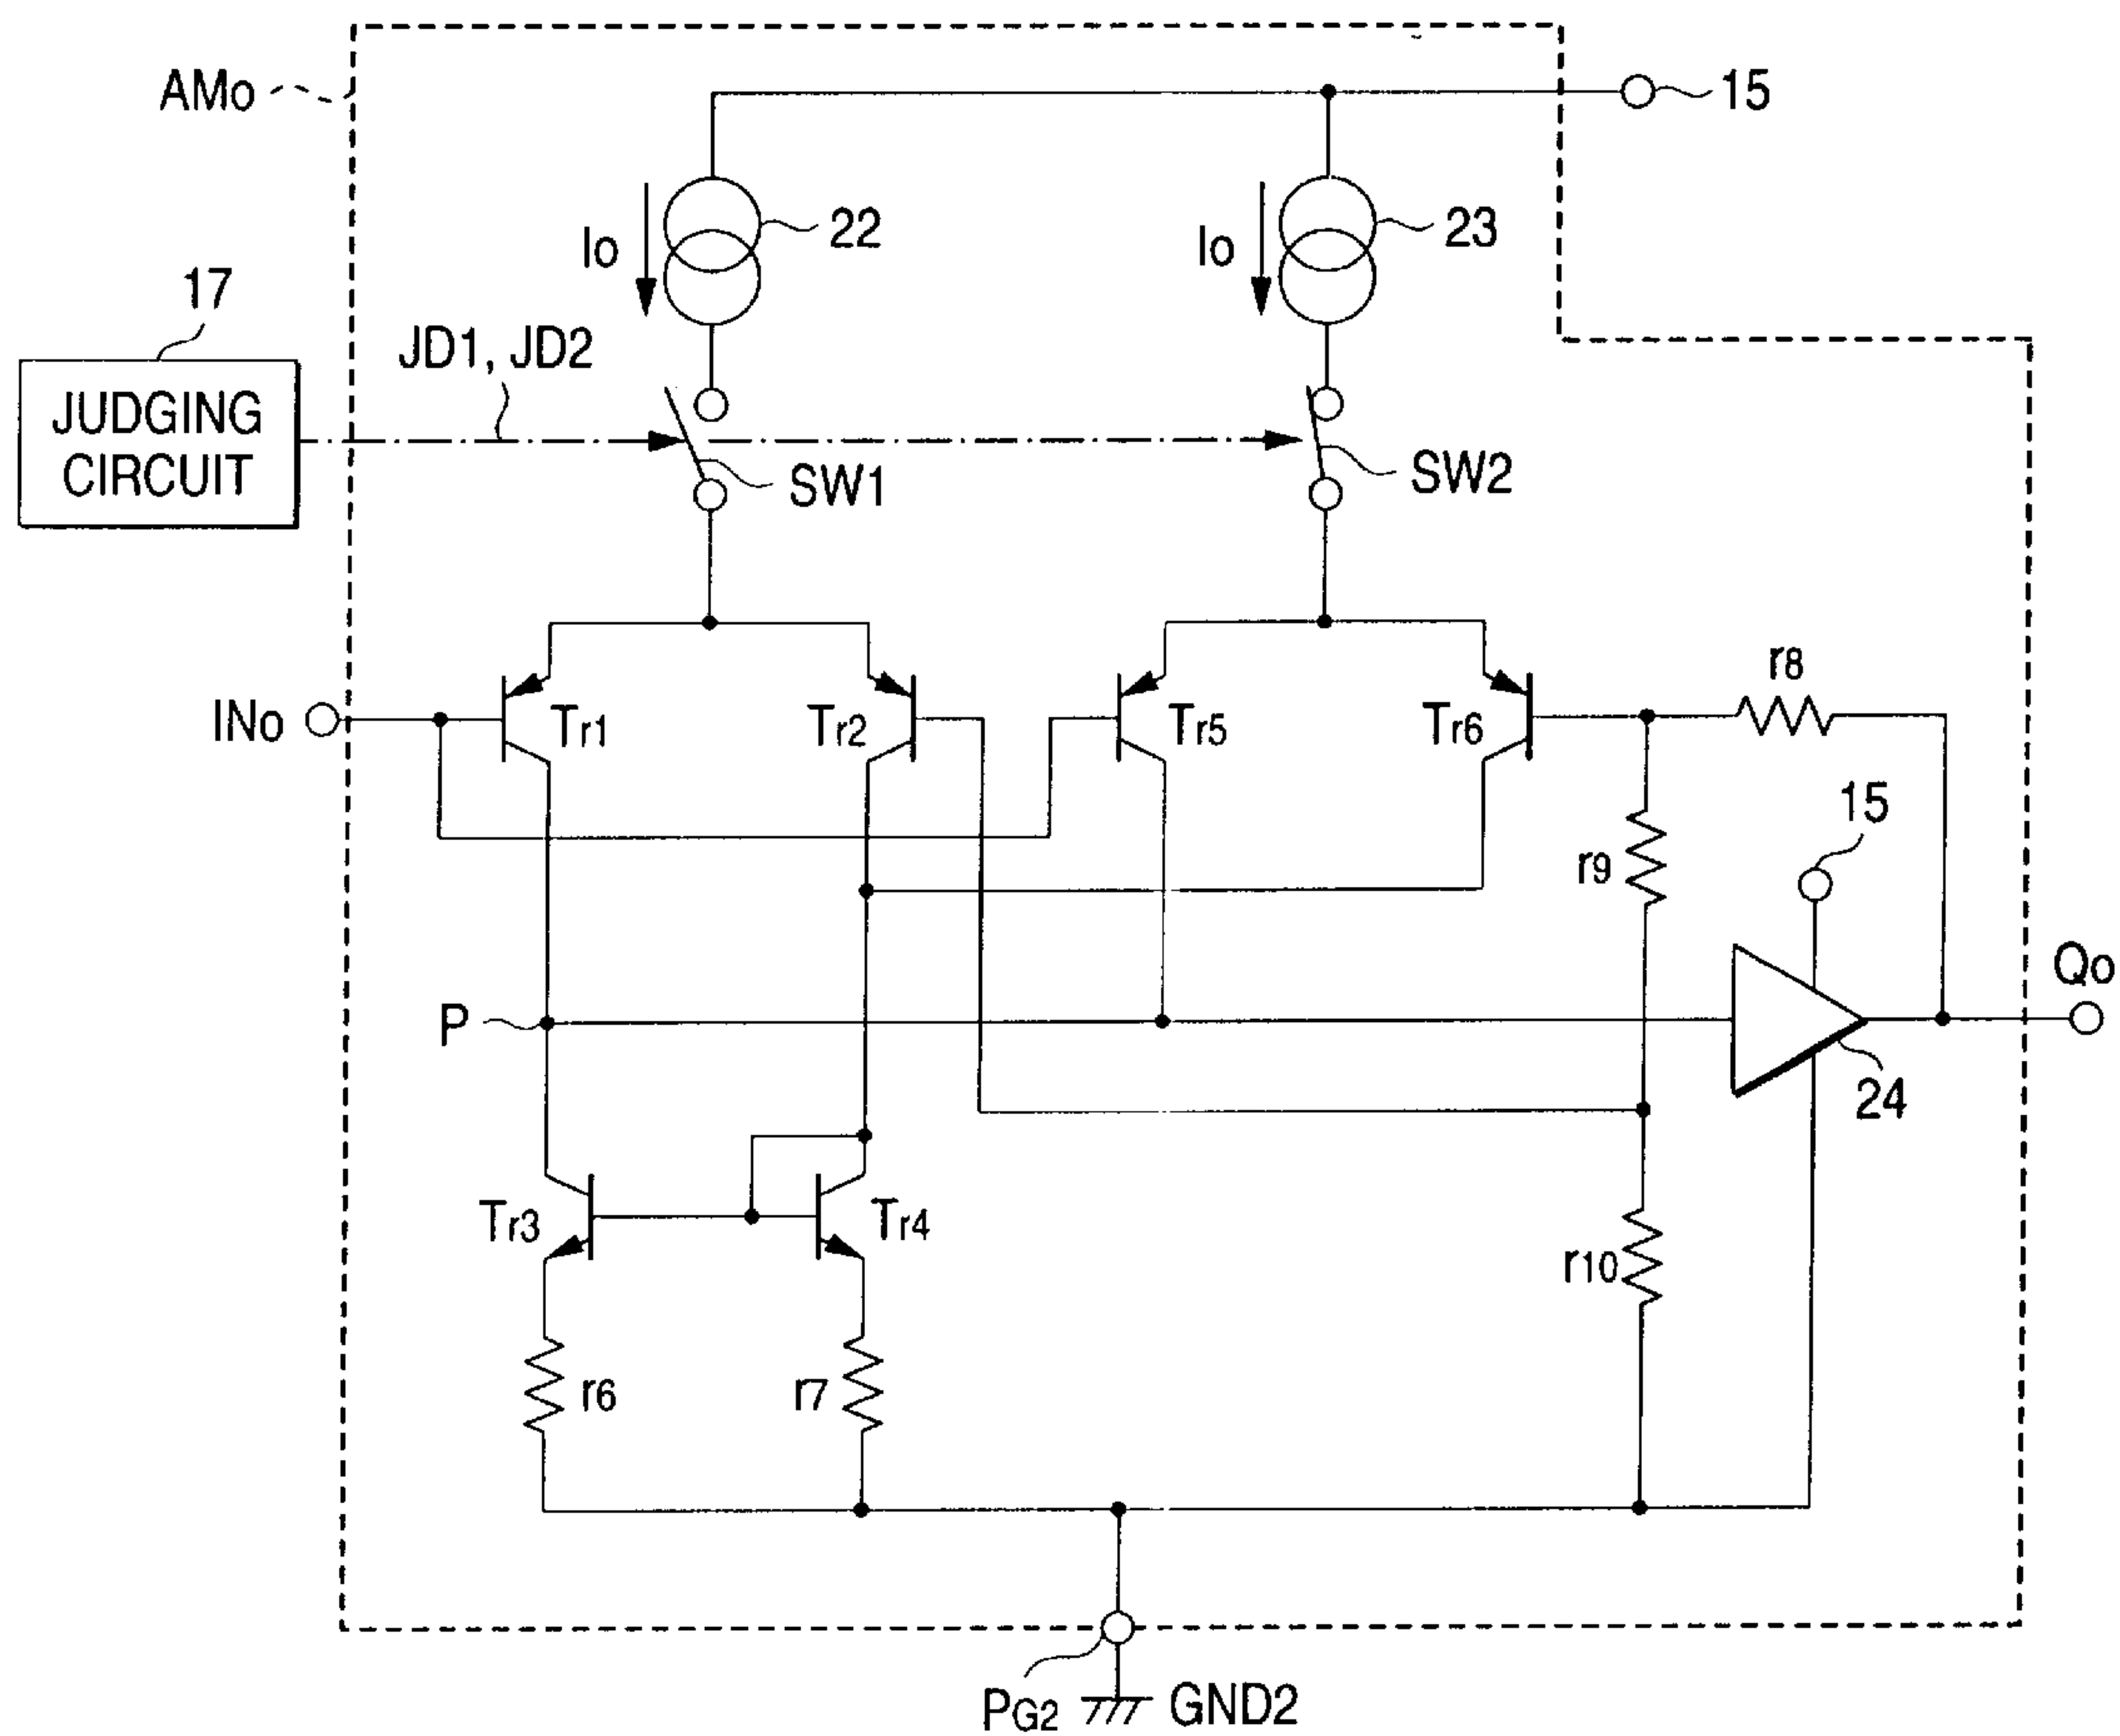 AMo
15
22
Io
23
Io
17
JD1, JD2
JUDGING
CIRCUIT
SW1
SW2
INo
Tr1
Tr2
Tr5
Tr6
r8
r9
15
Qo
P
24
Tr3
Tr4
r10
r6
r7
PG2
GND2